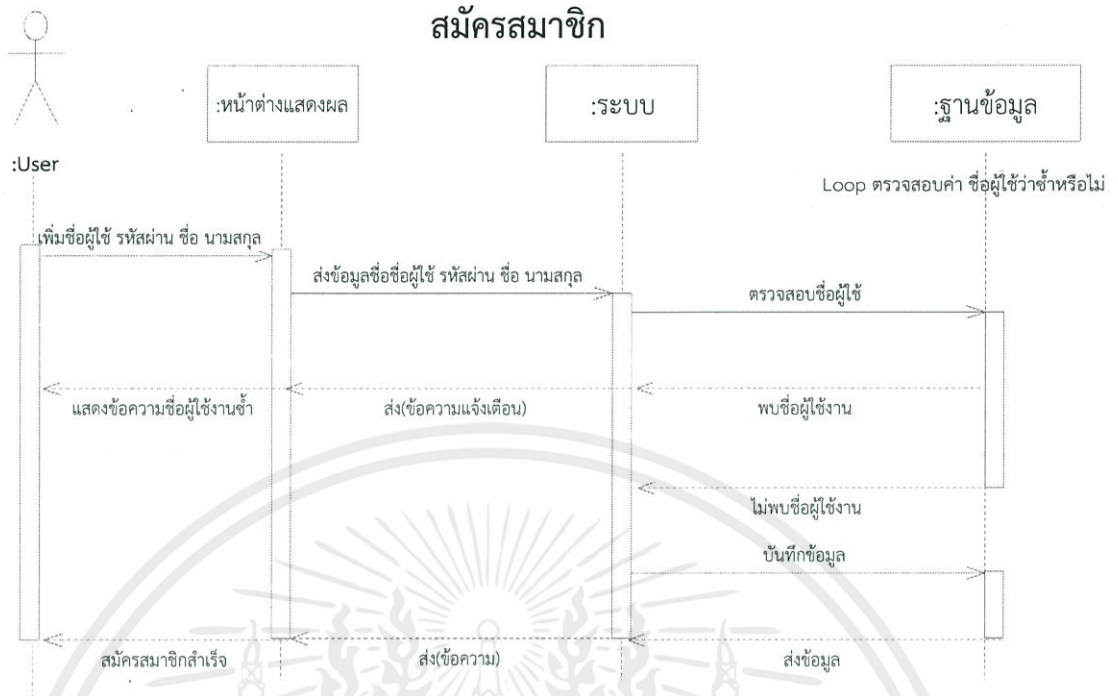 สมัครสมาชิก
:หน้าต่างแสดงผล
:ระบบ
:ฐานข้อมูล
:User
Loop ตรวจสอบค่า ชื่อผู้ใช้ว่าซ้ำหรือไม่
เพิ่มชื่อผู้ใช้ รหัสผ่าน ชื่อ นามสกุล
ส่งข้อมูลชื่อชื่อผู้ใช้ รหัสผ่าน ชื่อ นามสกุล
ตรวจสอบชื่อผู้ใช้
แสดงข้อความชื่อผู้ใช้งานซ้ำ
ส่ง(ข้อความแจ้งเตือน)
พบชื่อผู้ใช้งาน
ไม่พบชื่อผู้ใช้งาน
บันทึกข้อมูล
สมัครสมาชิกสำเร็จ
ส่ง(ข้อความ)
ส่งข้อมูล